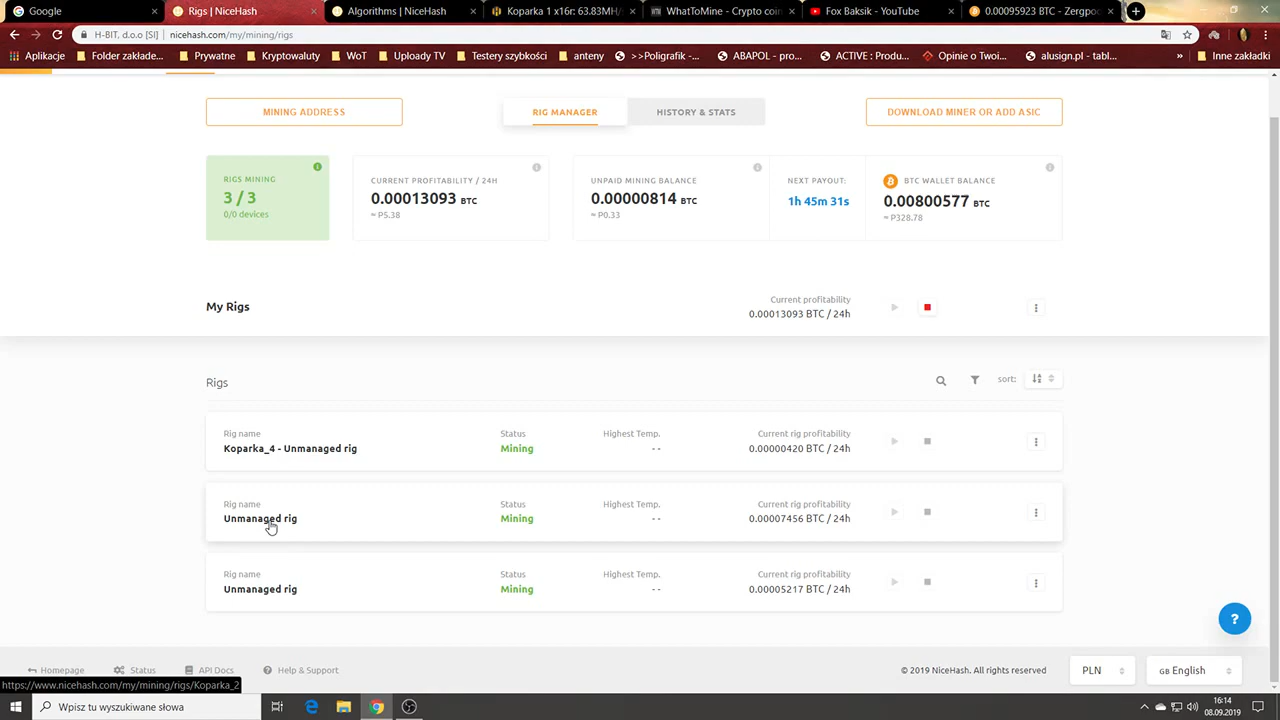 Google
Rigs | NiceHash
Algorithms | NiceHash
Koparka 1 x16r: 63.83MH/
WhatToMine - Crypto coin
Fox Baksik - YouTube
0.00095923 BTC - Zergpoo
H-BIT, d.o.o [SI] | nicehash.com/my/mining/rigs
Aplikacje
Folder zakłade...
Prywatne
Kryptowaluty
WoT
Uploady TV
Testery szybkości
anteny
>>Poligrafik -...
ABAPOL - pro...
ACTIVE : Produ...
Opinie o Twoi...
alusign.pl - tabl...
»
Inne zakładki
MINING ADDRESS
RIG MANAGER
HISTORY & STATS
DOWNLOAD MINER OR ADD ASIC
RIGS MINING
3 / 3
0/0 devices
CURRENT PROFITABILITY / 24H
0.00013093 BTC
≈ P5.38
UNPAID MINING BALANCE
0.00000814 BTC
≈ P0.33
NEXT PAYOUT:
1h 45m 31s
BTC WALLET BALANCE
0.00800577 BTC
≈ P328.78
My Rigs
Current profitability
0.00013093 BTC / 24h
Rigs
sort:
Rig name
Status
Highest Temp.
Current rig profitability
Koparka_4 - Unmanaged rig
Mining
- -
0.00000420 BTC / 24h
Rig name
Status
Highest Temp.
Current rig profitability
Unmanaged rig
Mining
- -
0.00007456 BTC / 24h
Rig name
Status
Highest Temp.
Current rig profitability
Unmanaged rig
Mining
- -
0.00005217 BTC / 24h
?
Homepage
Status
API Docs
Help & Support
© 2019 NiceHash. All rights reserved
PLN
GB English
https://www.nicehash.com/my/mining/rigs/Koparka_2
Wpisz tu wyszukiwane słowa
16:14
08.09.2019